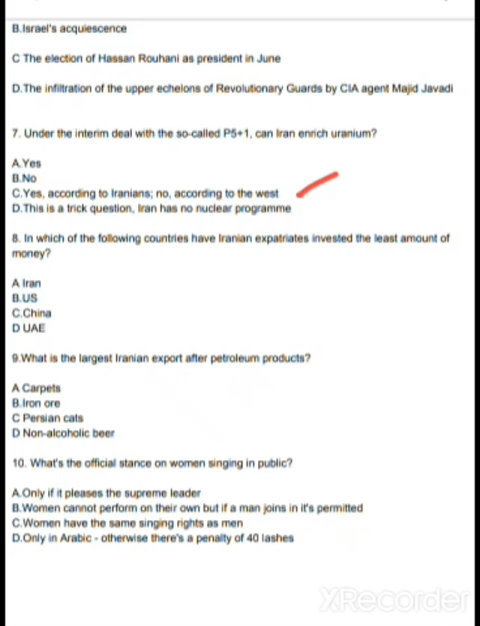 B.Israel's acquiescence
C The election of Hassan Rouhani as president in June
D.The infiltration of the upper echelons of Revolutionary Guards by CIA agent Majid Javadi
7. Under the interim deal with the so-called P5+1, can Iran enrich uranium?
A.Yes
B.No
C.Yes, according to Iranians; no, according to the west
D.This is a trick question, Iran has no nuclear programme
8. In which of the following countries have Iranian expatriates invested the least amount of
money?
A Iran
B.US
C.China
D UAE
9.What is the largest Iranian export after petroleum products?
A Carpets
B.Iron ore
C Persian cats
D Non-alcoholic beer
10. What's the official stance on women singing in public?
A.Only if it pleases the supreme leader
B.Women cannot perform on their own but if a man joins in it's permitted
C.Women have the same singing rights as men
D.Only in Arabic - otherwise there's a penalty of 40 lashes
XRecorder